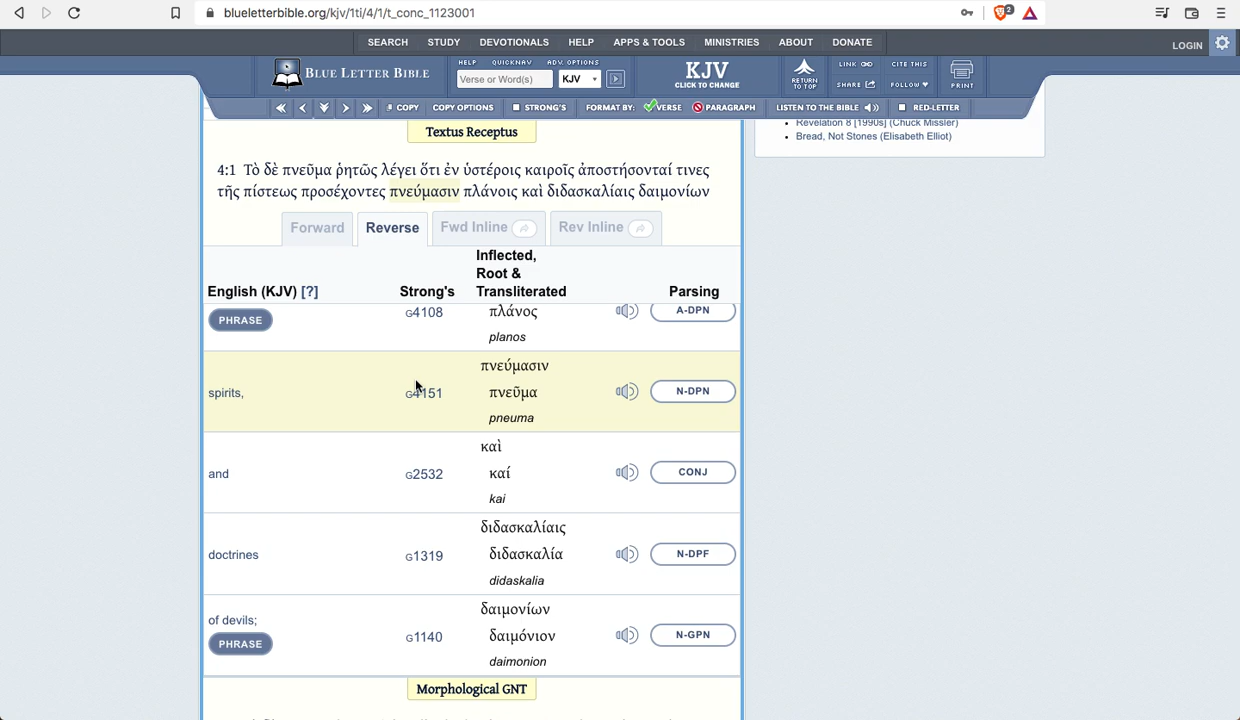 blueletterbible.org/kjv/1ti/4/1/t_conc_1123001
2
SEARCH STUDY DEVOTIONALS HELP APPS & TOOLS MINISTRIES ABOUT DONATE
LOGIN
BLUE LETTER BIBLE
HELP QUICKNAV ADV. OPTIONS
Verse or Word(s) KJV
KJV
CLICK TO CHANGE
RETURN TO TOP
LINK CITE THIS
SHARE FOLLOW
PRINT
COPY COPY OPTIONS STRONG'S FORMAT BY: VERSE PARAGRAPH LISTEN TO THE BIBLE RED-LETTER
Revelation 8 [1990s] (Chuck Missler)
Bread, Not Stones (Elisabeth Elliot)
Textus Receptus
4:1 Τὸ δὲ πνεῦμα ῥητῶς λέγει ὅτι ἐν ὑστέροις καιροῖς ἀποστήσονταί τινες
τῆς πίστεως προσέχοντες πνεύμασιν πλάνοις καὶ διδασκαλίαις δαιμονίων
Forward Reverse Fwd Inline Rev Inline
English (KJV) [?] Strong's Inflected, Root & Transliterated Parsing
PHRASE G4108 πλάνος A-DPN
planos
πνεύμασιν
spirits, G4151 πνεῦμα N-DPN
pneuma
καὶ
and G2532 καί CONJ
kai
διδασκαλίαις
doctrines G1319 διδασκαλία N-DPF
didaskalia
of devils; δαιμονίων
PHRASE G1140 δαιμόνιον N-GPN
daimonion
Morphological GNT